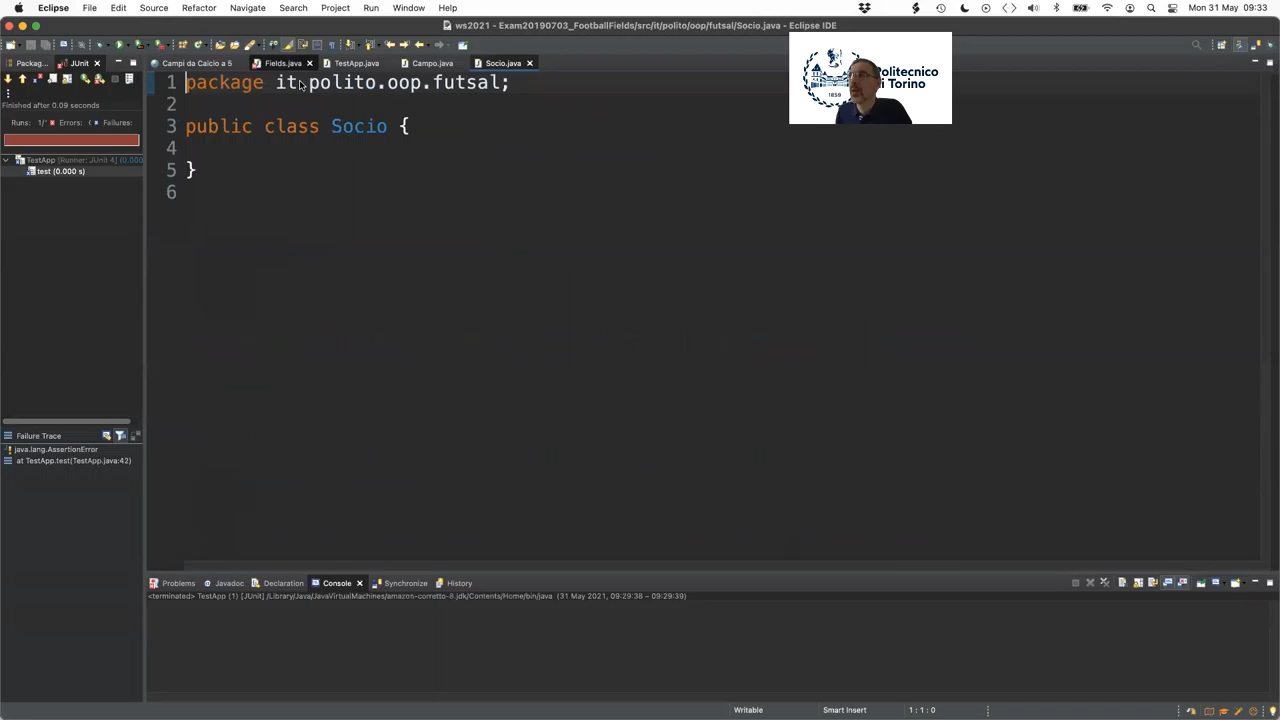 Eclipse File Edit Source Refactor Navigate Search Project Run Window Help Mon 31 May 09:33
ws2021 - Exam20190703_FootballFields/src/it/polito/oop/futsal/Socio.java - Eclipse IDE
Packag... JUnit Campi da Calcio a 5 Fields.java TestApp.java Campo.java Socio.java
Finished after 0.09 seconds
Runs: 1/ Errors: Failures:
TestApp [Runner: JUnit 4] (0.000
test (0.000 s)
1 package it.polito.oop.futsal;
2
3 public class Socio {
4
5 }
6
Politecnico
di Torino
1859
Failure Trace
java.lang.AssertionError
at TestApp.test(TestApp.java:42)
Problems Javadoc Declaration Console Synchronize History
<terminated> TestApp (1) [JUnit] /Library/Java/JavaVirtualMachines/amazon-corretto-8.jdk/Contents/Home/bin/java (31 May 2021, 09:29:38 – 09:29:39)
Writable Smart Insert 1 : 1 : 0